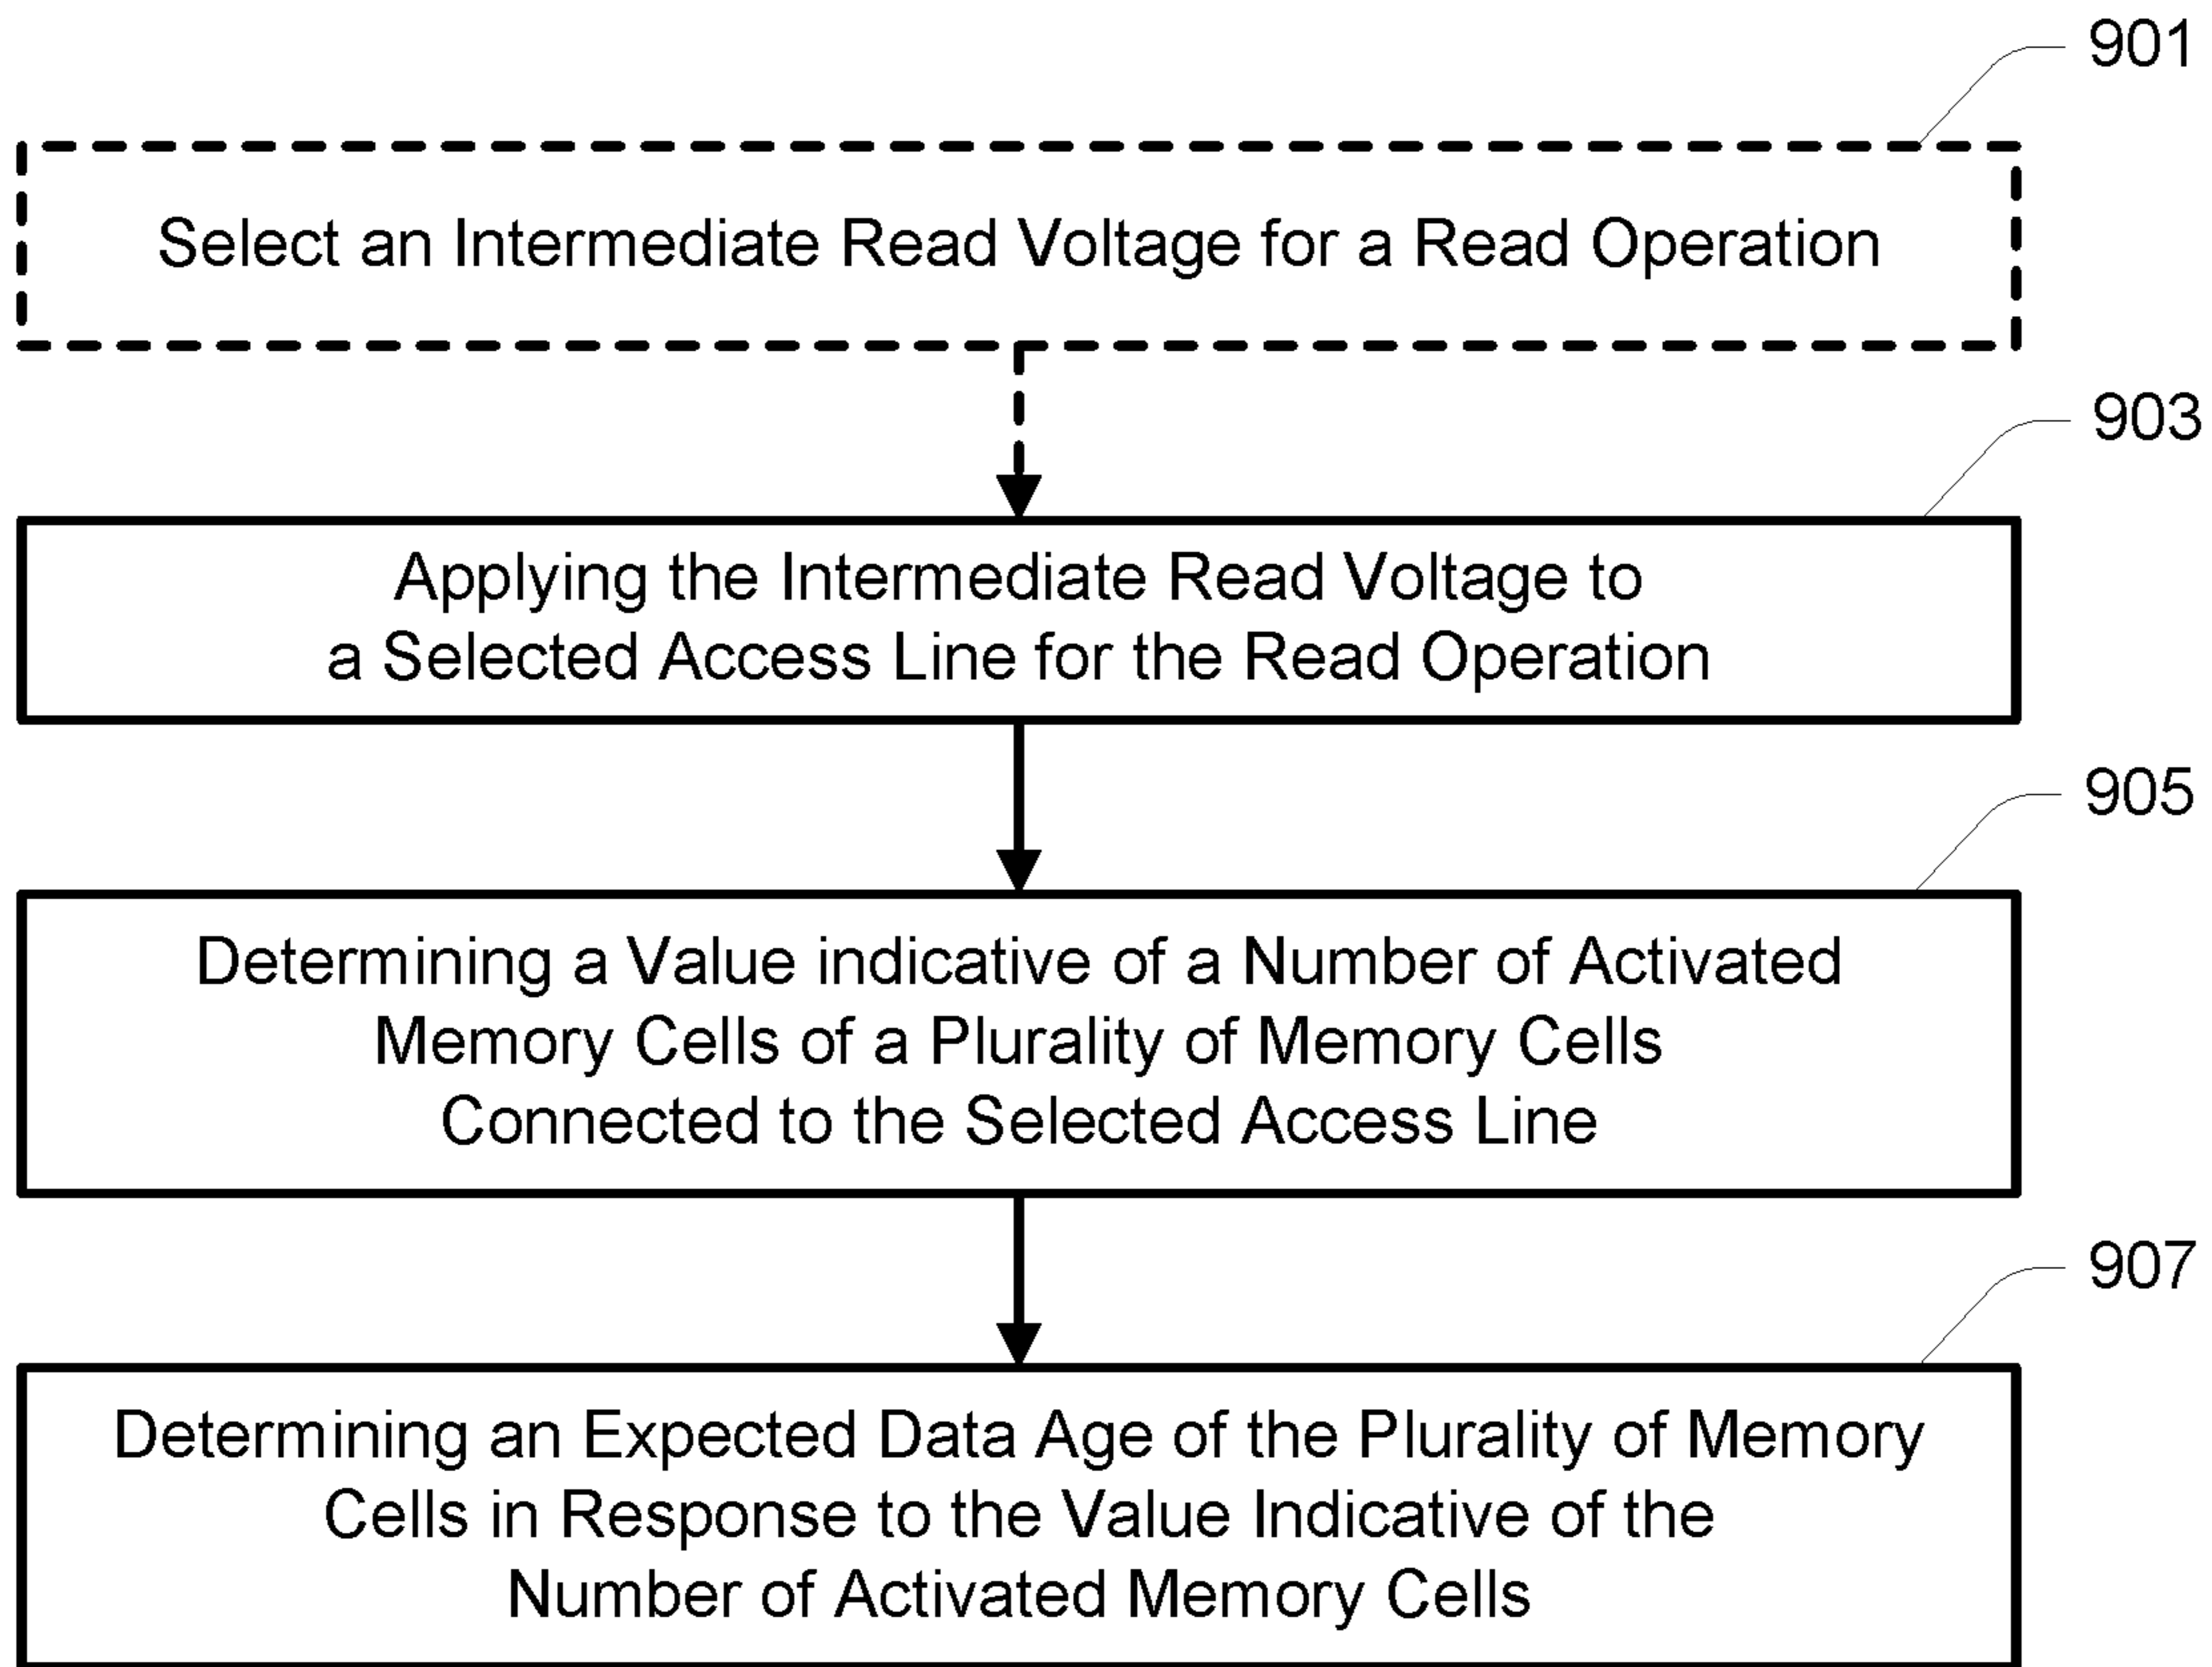 901
Select an Intermediate Read Voltage for a Read Operation
903
Applying the Intermediate Read Voltage to
a Selected Access Line for the Read Operation
905
Determining a Value indicative of a Number of Activated
Memory Cells of a Plurality of Memory Cells
Connected to the Selected Access Line
907
Determining an Expected Data Age of the Plurality of Memory
Cells in Response to the Value Indicative of the
Number of Activated Memory Cells